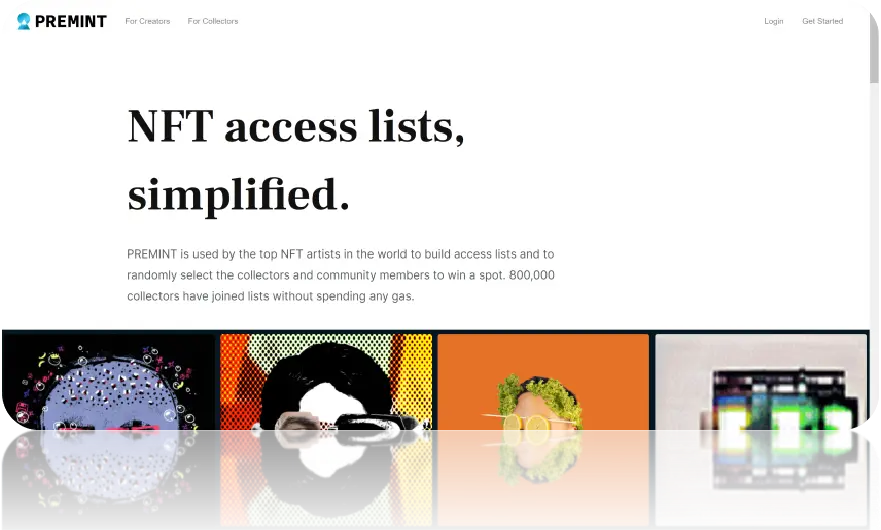 PREMINT
For Creators
For Collectors
Login
Get Started
NFT access lists,
simplified.
PREMINT is used by the top NFT artists in the world to build access lists and to
randomly select the collectors and community members to win a spot. 800,000
collectors have joined lists without spending any gas.